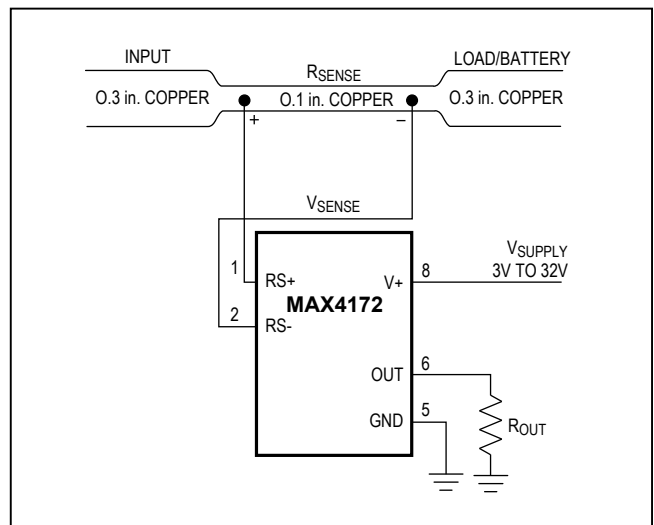 INPUT
RSENSE
LOAD/BATTERY
O.3 in. COPPER
O.1 in. COPPER
O.3 in. COPPER
+
–
VSENSE
VSUPPLY
3V TO 32V
1
RS+
V+
8
MAX4172
2
RS-
OUT
6
GND
5
ROUT